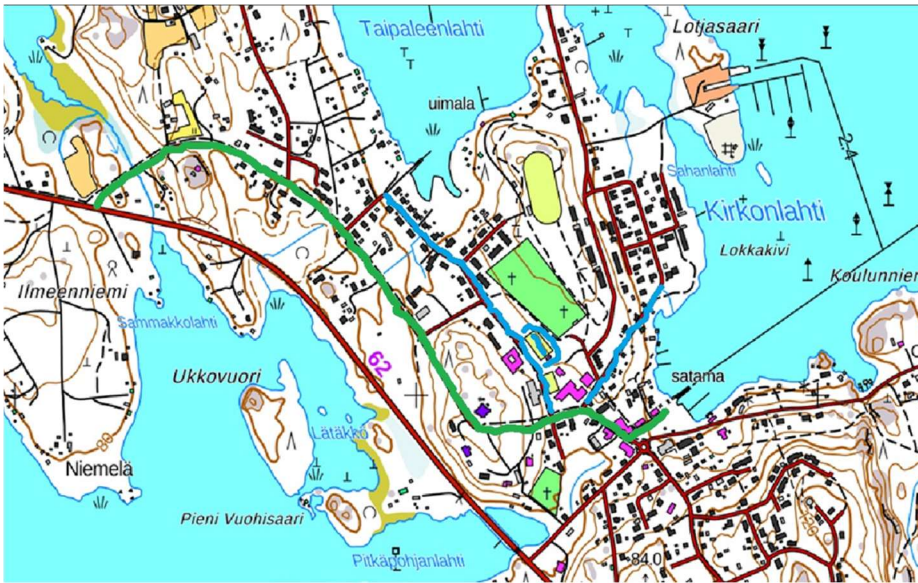 Taipaleenlahti
Lotjasaari
uimala
2.4
Sahanlahti
Kirkonlahti
Lokkakivi
Koulunnier
Ilmeenniemi
Sammakkolahti
62
Ukkovuori
satama
Lätäkkö
Niemelä
Pieni Vuohisaari
Pitkäpohjanlahti
84.0